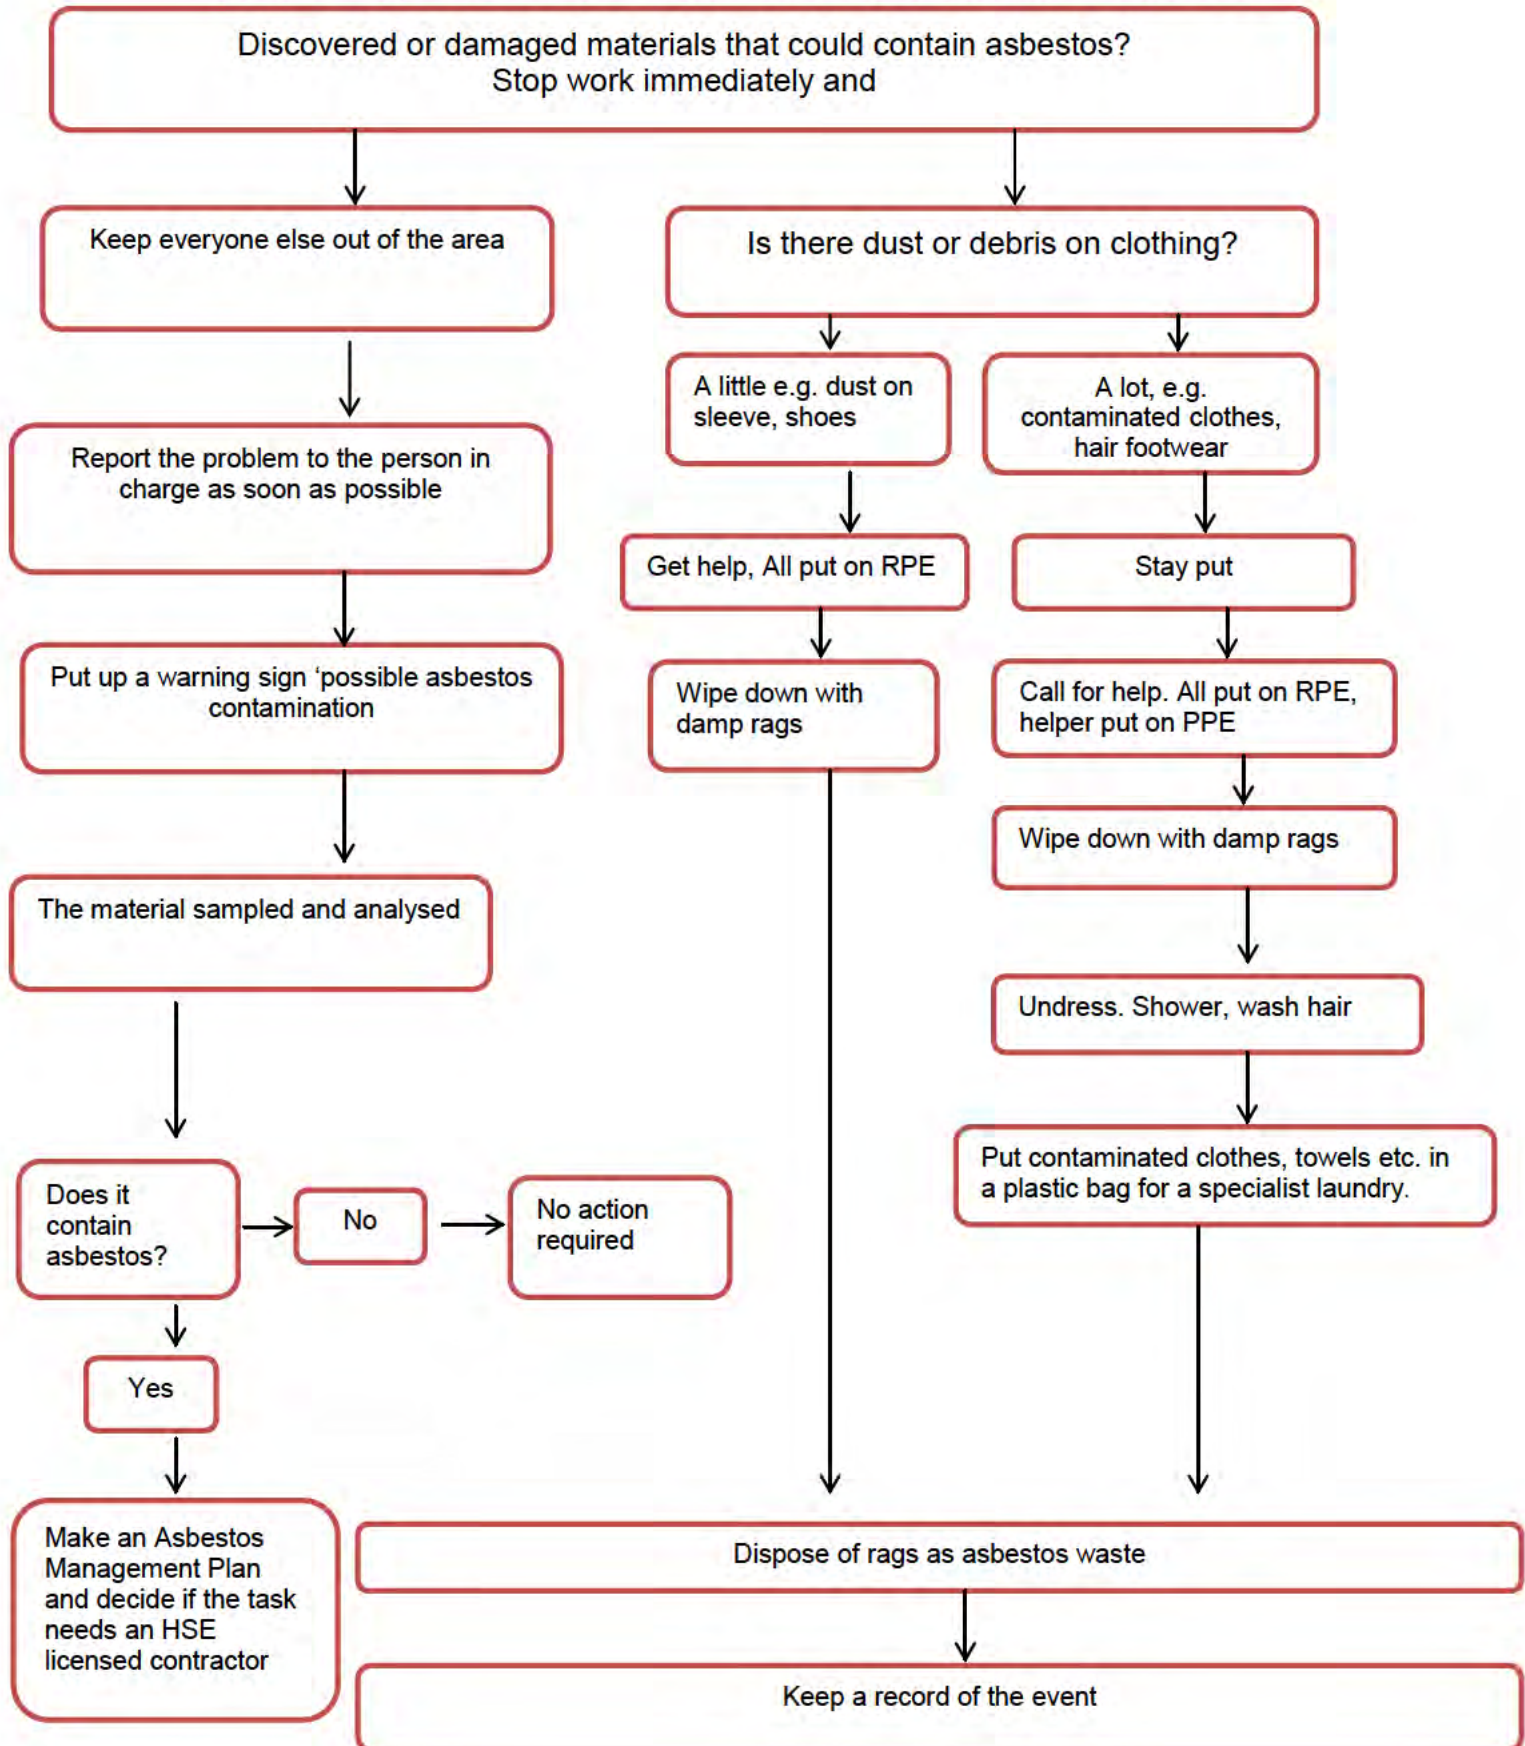 Discovered or damaged materials that could contain asbestos?
Stop work immediately and
Keep everyone else out of the area
Is there dust or debris on clothing?
A little e.g. dust on
sleeve, shoes
A lot, e.g.
contaminated clothes,
hair footwear
Report the problem to the person in
charge as soon as possible
Get help, All put on RPE
Stay put
Put up a warning sign ‘possible asbestos
contamination
Wipe down with
damp rags
Call for help. All put on RPE,
helper put on PPE
Wipe down with damp rags
The material sampled and analysed
Undress. Shower, wash hair
Put contaminated clothes, towels etc. in
a plastic bag for a specialist laundry.
Does it
contain
asbestos?
No
No action
required
Yes
Make an Asbestos
Management Plan
and decide if the task
needs an HSE
licensed contractor
Dispose of rags as asbestos waste
Keep a record of the event